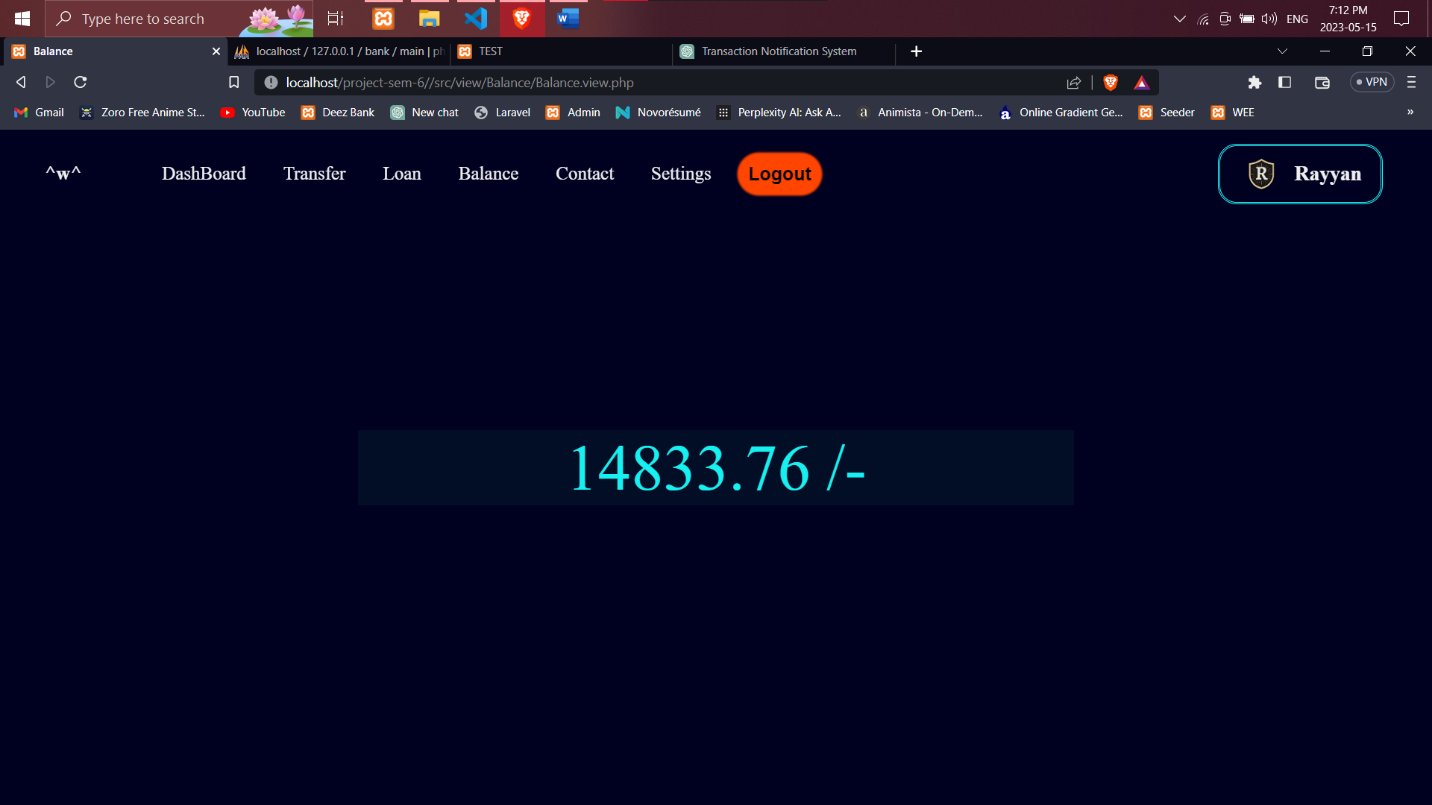 Type here to search
ENG
7:12 PM
2023-05-15
Balance
localhost / 127.0.0.1 / bank / main | ph
TEST
Transaction Notification System
localhost/project-sem-6//src/view/Balance/Balance.view.php
VPN
Gmail
Zoro Free Anime St...
YouTube
Deez Bank
New chat
Laravel
Admin
Novorésumé
Perplexity AI: Ask A...
Animista - On-Dem...
Online Gradient Ge...
Seeder
WEE
»
^w^
DashBoard
Transfer
Loan
Balance
Contact
Settings
Logout
R
Rayyan
14833.76 /-